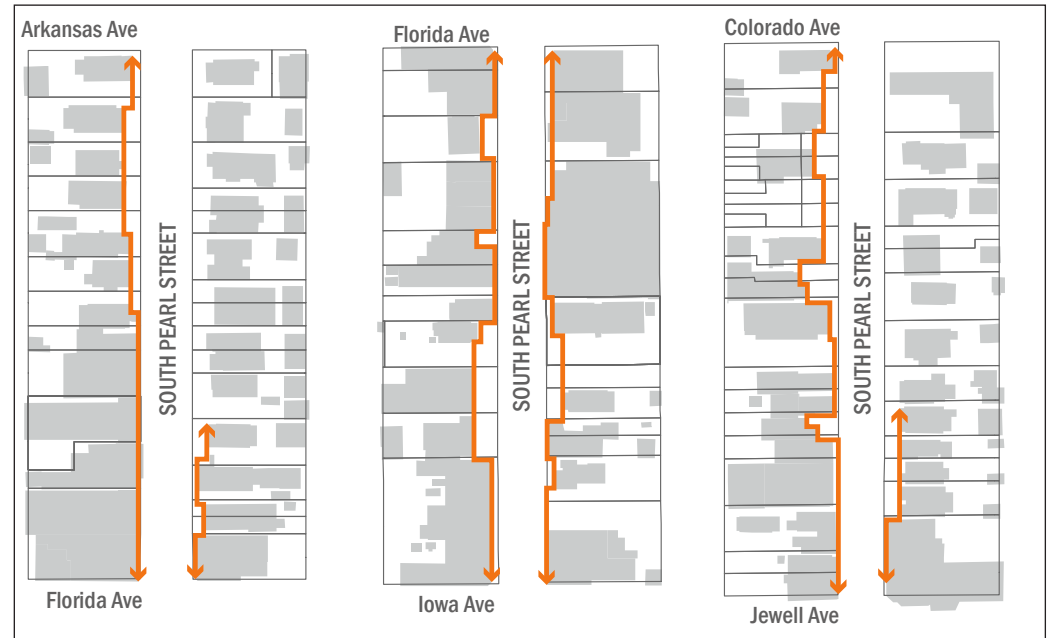 Arkansas Ave
Florida Ave
Colorado Ave
SOUTH PEARL STREET
SOUTH PEARL STREET
SOUTH PEARL STREET
Florida Ave
Iowa Ave
Jewell Ave